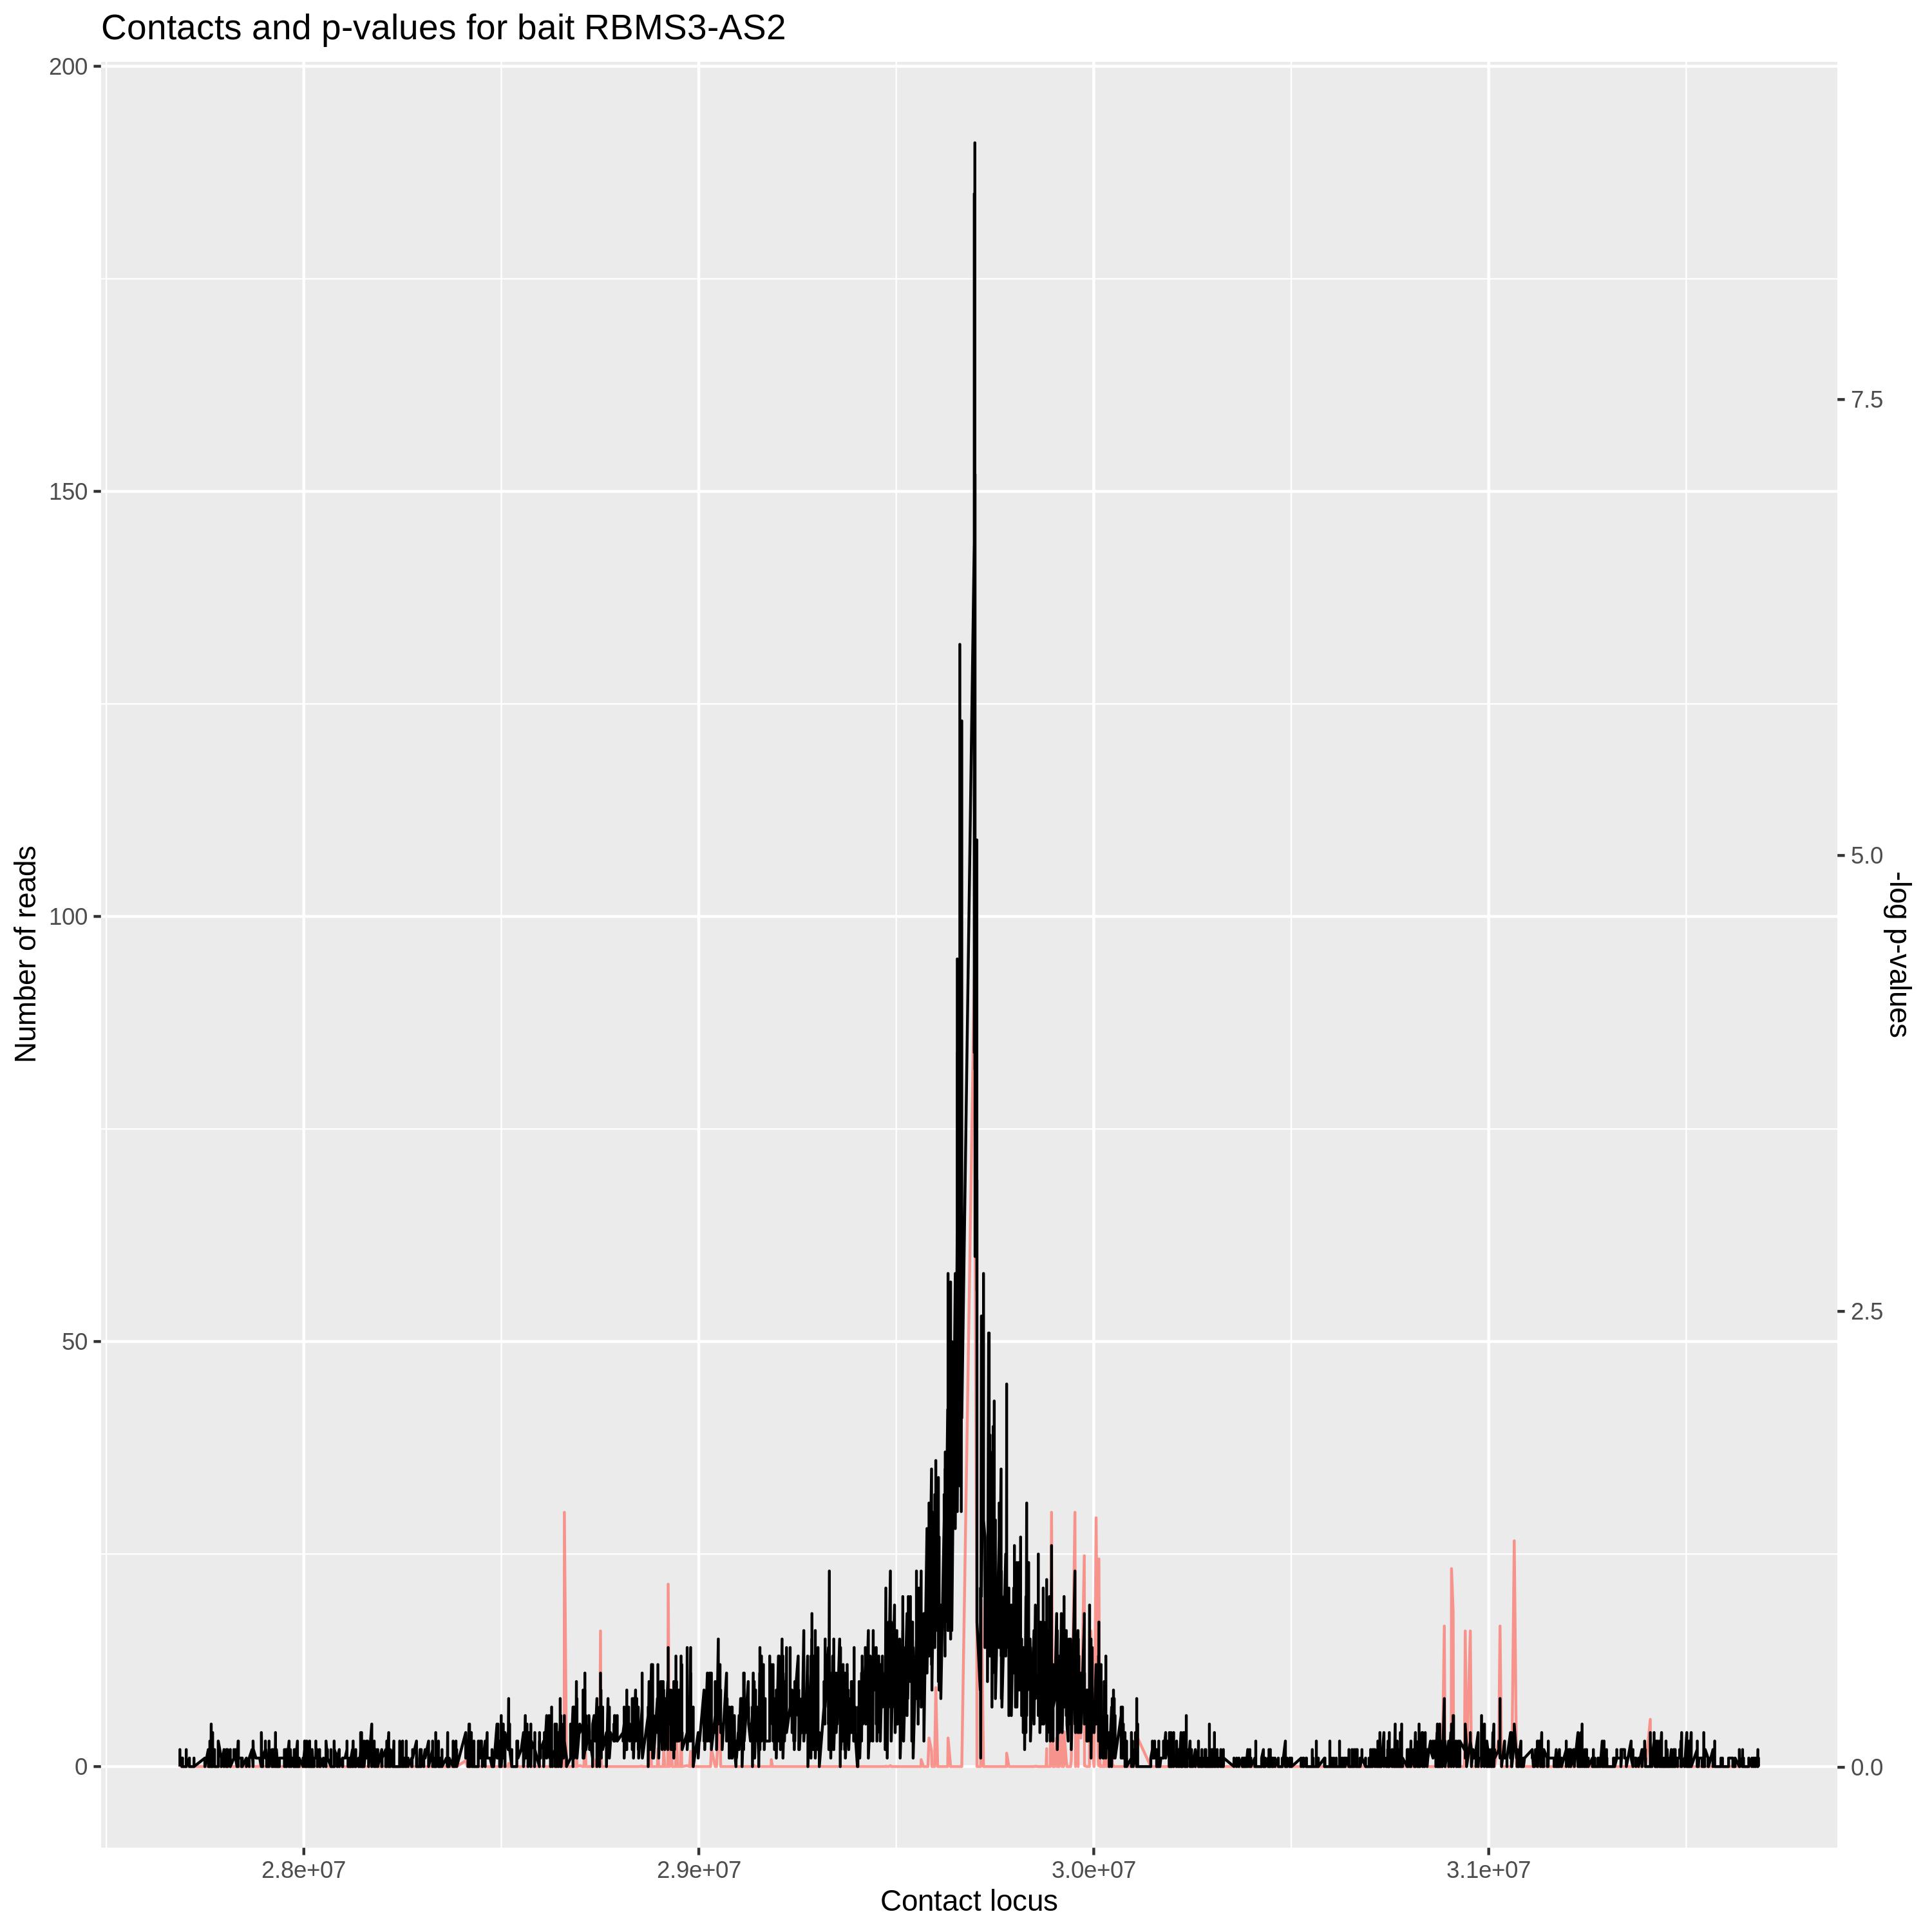 Contacts and p-values for bait RBMS3-AS2
200
150
100
50
0
Number of reads
7.5
5.0
2.5
0.0
-log p-values
2.8e+07
2.9e+07
3.0e+07
3.1e+07
Contact locus